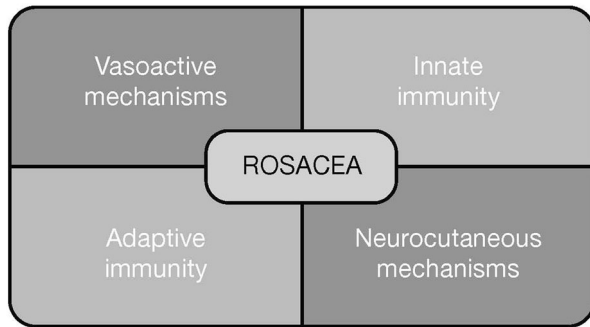 Vasoactive
mechanisms
Innate
immunity
ROSACEA
Adaptive
immunity
Neurocutaneous
mechanisms